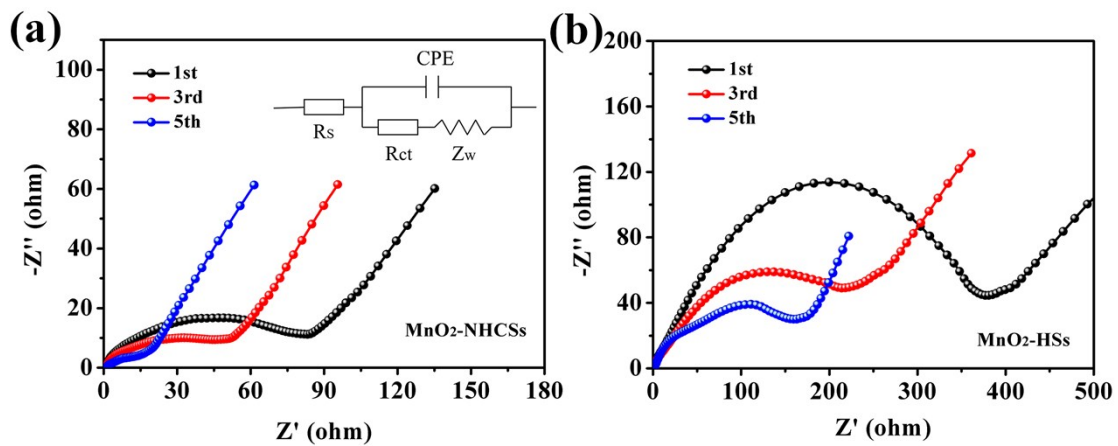 (a)
100
80
60
40
20
0
-Z'' (ohm)
1st
3rd
5th
CPE
Rs
Rct
Zw
MnO2-NHCSs
0 30 60 90 120 150 180
Z' (ohm)
(b)
200
160
120
80
40
0
-Z'' (ohm)
1st
3rd
5th
MnO2-HSs
0 100 200 300 400 500
Z' (ohm)